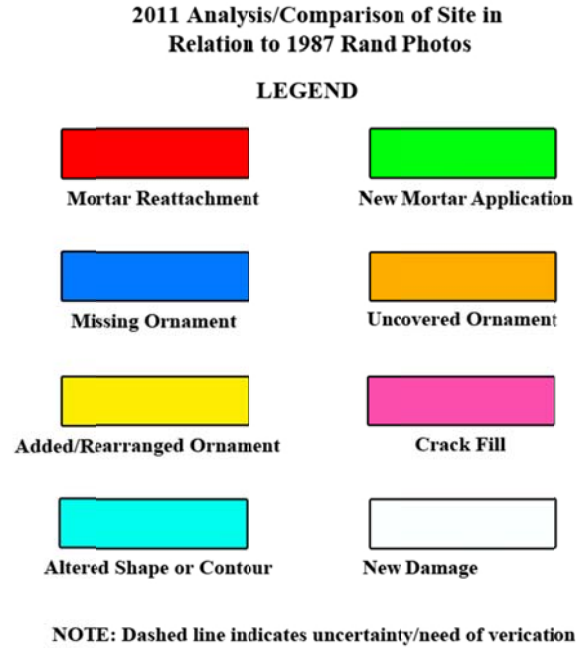 2011 Analysis/Comparison of Site in
Relation to 1987 Rand Photos
LEGEND
Mortar Reattachment
New Mortar Application
Missing Ornament
Uncovered Ornament
Added/Rearranged Ornament
Crack Fill
Altered Shape or Contour
New Damage
NOTE: Dashed line indicates uncertainty/need of verication